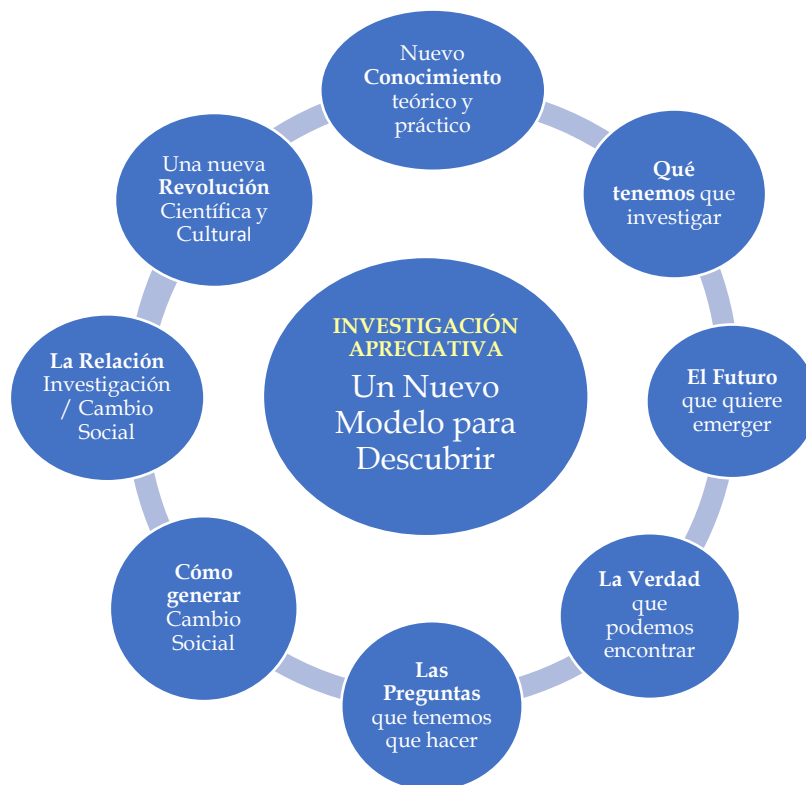 Nuevo
Conocimiento
teórico y
práctico
Qué
tenemos que
investigar
El Futuro
que quiere
emerger
La Verdad
que
podemos
encontrar
Las
Preguntas
que tenemos
que hacer
Cómo
generar
Cambio
Soicial
La Relación
Investigación
/ Cambio
Social
Una nueva
Revolución
Científica y
Cultural
INVESTIGACIÓN
APRECIATIVA
Un Nuevo
Modelo para
Descubrir